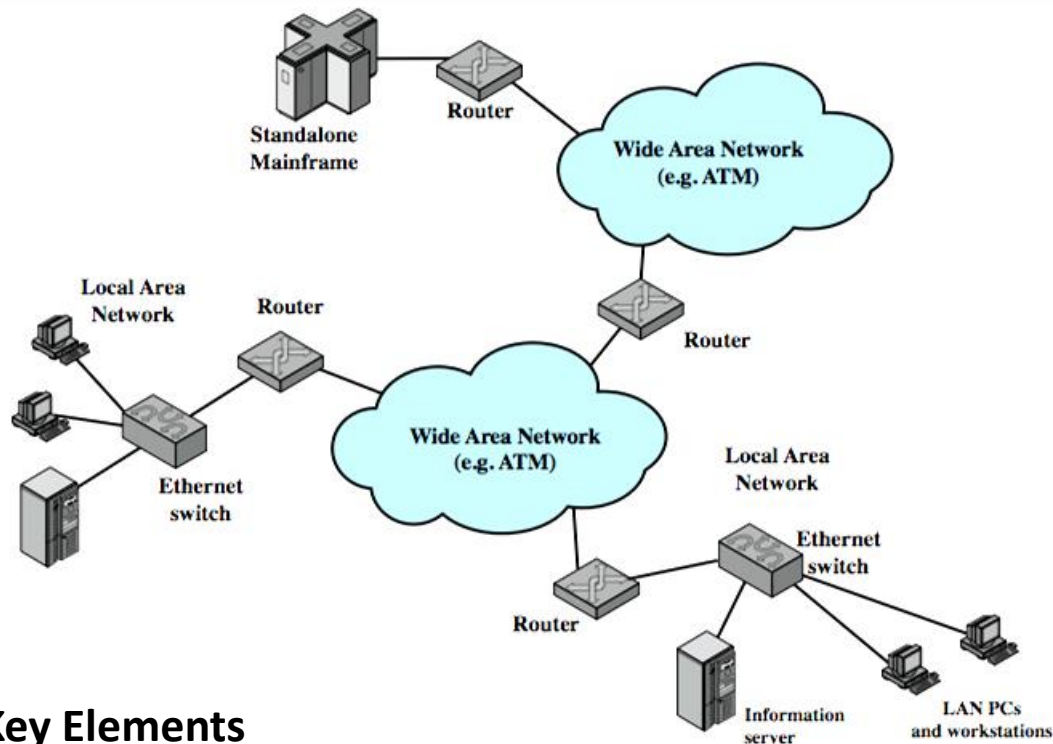 Router
Standalone
Mainframe
Wide Area Network
(e.g. ATM)
Local Area
Network
Router
Router
Wide Area Network
(e.g. ATM)
Ethernet
switch
Local Area
Network
Ethernet
switch
Router
Information
server
LAN PCs
and workstations
Key Elements